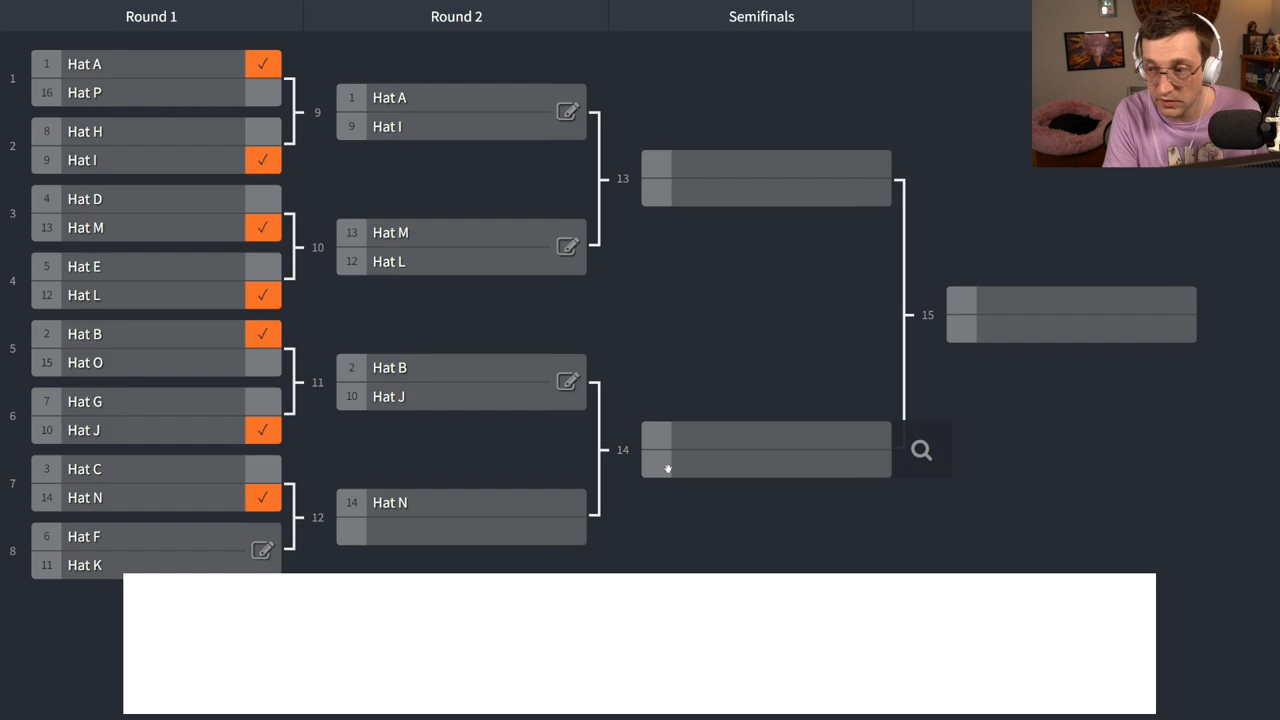 Round 1
Round 2
Semifinals
1
1 Hat A ✓
16 Hat P
2
8 Hat H
9 Hat I ✓
3
4 Hat D
13 Hat M ✓
4
5 Hat E
12 Hat L ✓
5
2 Hat B ✓
15 Hat O
6
7 Hat G
10 Hat J ✓
7
3 Hat C
14 Hat N ✓
8
6 Hat F
11 Hat K
9
1 Hat A
9 Hat I
10
13 Hat M
12 Hat L
11
2 Hat B
10 Hat J
12
14 Hat N
13
14
15